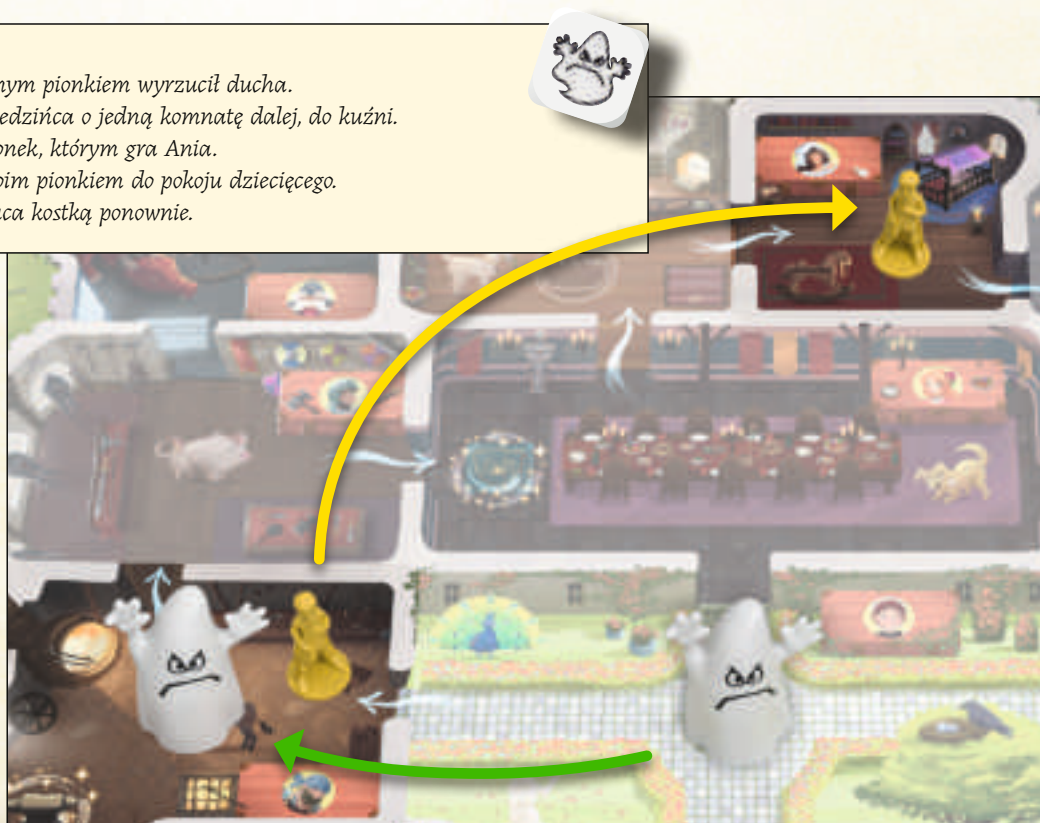 nym pionkiem wyrzucił ducha.
edzińca o jedną komnatę dalej, do kuźni.
onek, którym gra Ania.
oim pionkiem do pokoju dziecięcego.
uca kostką ponownie.